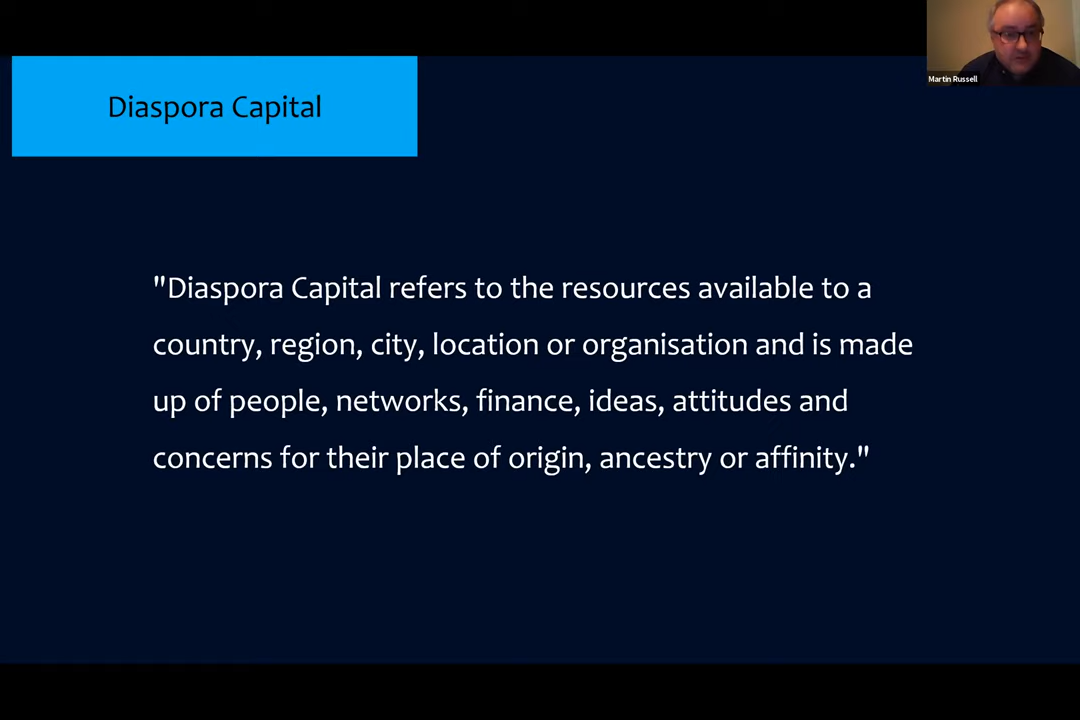 Martin Russell
Diaspora Capital
"Diaspora Capital refers to the resources available to a
country, region, city, location or organisation and is made
up of people, networks, finance, ideas, attitudes and
concerns for their place of origin, ancestry or affinity."